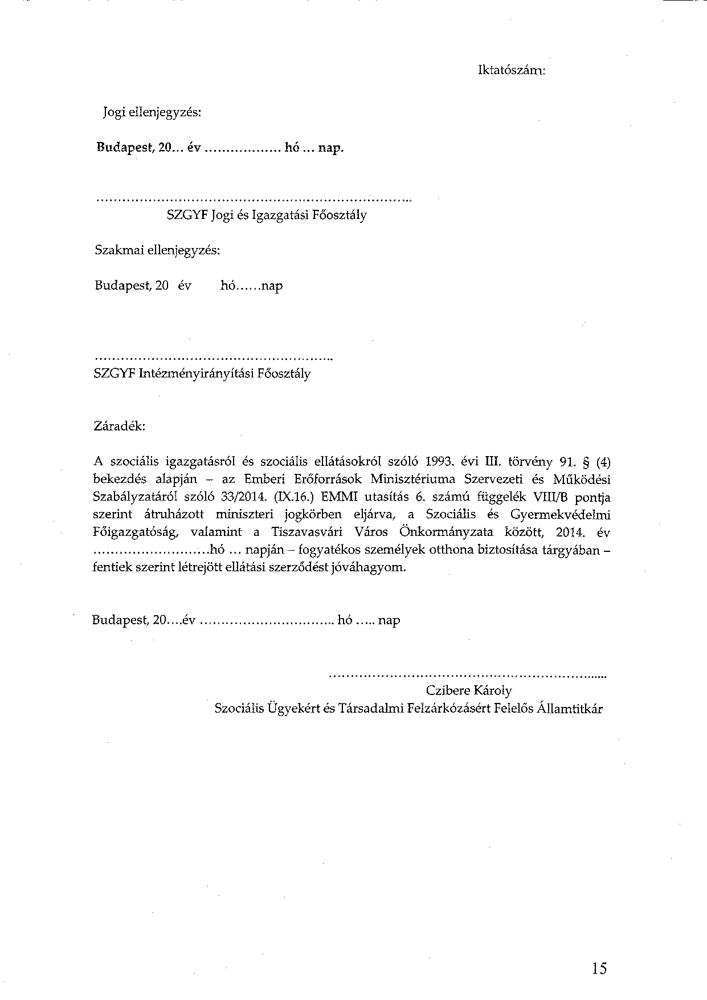 Iktatószám:
Jogi ellenjegyzés:
Budapest, 20... év .................. hó ... nap.
..........................................................................
SZGYF Jogi és Igazgatási Főosztály
Szakmai ellenjegyzés:
Budapest, 20 év hó......nap
........................................................
SZGYF Intézményirányítási Főosztály
Záradék:
A szociális igazgatásról és szociális ellátásokról szóló 1993. évi III. törvény 91. § (4)
bekezdés alapján – az Emberi Erőforrások Minisztériuma Szervezeti és Működési
Szabályzatáról szóló 33/2014. (IX.16.) EMMI utasítás 6. számú függelék VIII/B pontja
szerint átruházott miniszteri jogkörben eljárva, a Szociális és Gyermekvédelmi
Főigazgatóság, valamint a Tiszavasvári Város Önkormányzata között, 2014. év
...........................hó ... napján – fogyatékos személyek otthona biztosítása tárgyában –
fentiek szerint létrejött ellátási szerződést jóváhagyom.
Budapest, 20....év ............................... hó ..... nap
.................................................................
Czibere Károly
Szociális Ügyekért és Társadalmi Felzárkózásért Felelős Államtitkár
15